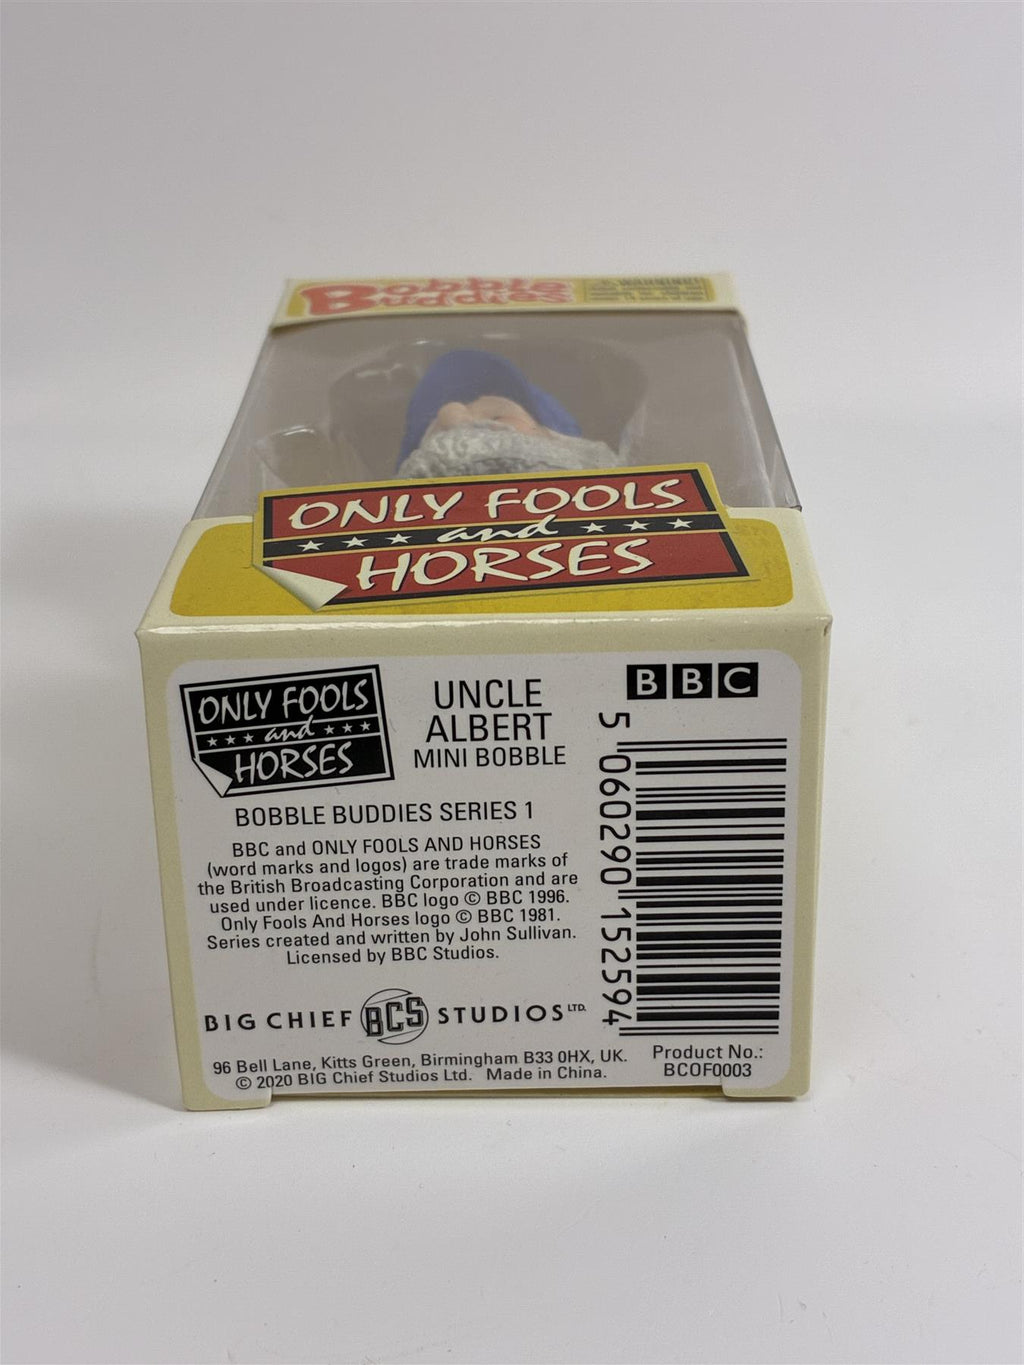 Bobble
Buddies
WARNING!
ONLY FOOLS
and
HORSES
ONLY FOOLS
and
HORSES
UNCLE
ALBERT
MINI BOBBLE
BBC
BOBBLE BUDDIES SERIES 1
BBC and ONLY FOOLS AND HORSES
(word marks and logos) are trade marks of
the British Broadcasting Corporation and are
used under licence. BBC logo © BBC 1996.
Only Fools And Horses logo © BBC 1981.
Series created and written by John Sullivan.
Licensed by BBC Studios.
5 060290 152594
BIG CHIEF BCS STUDIOS LTD.
96 Bell Lane, Kitts Green, Birmingham B33 0HX, UK.
© 2020 BIG Chief Studios Ltd. Made in China.
Product No.:
BCOF0003